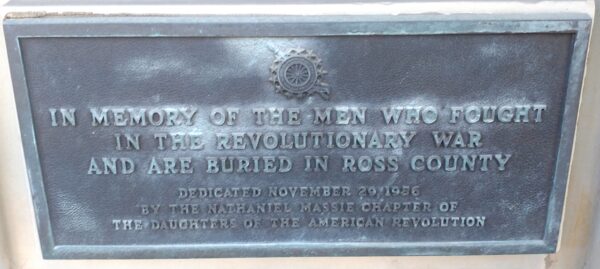 IN MEMORY OF THE MEN WHO FOUGHT
IN THE REVOLUTIONARY WAR
AND ARE BURIED IN ROSS COUNTY
DEDICATED NOVEMBER 29, 1956
BY THE NATHANIEL MASSIE CHAPTER OF
THE DAUGHTERS OF THE AMERICAN REVOLUTION